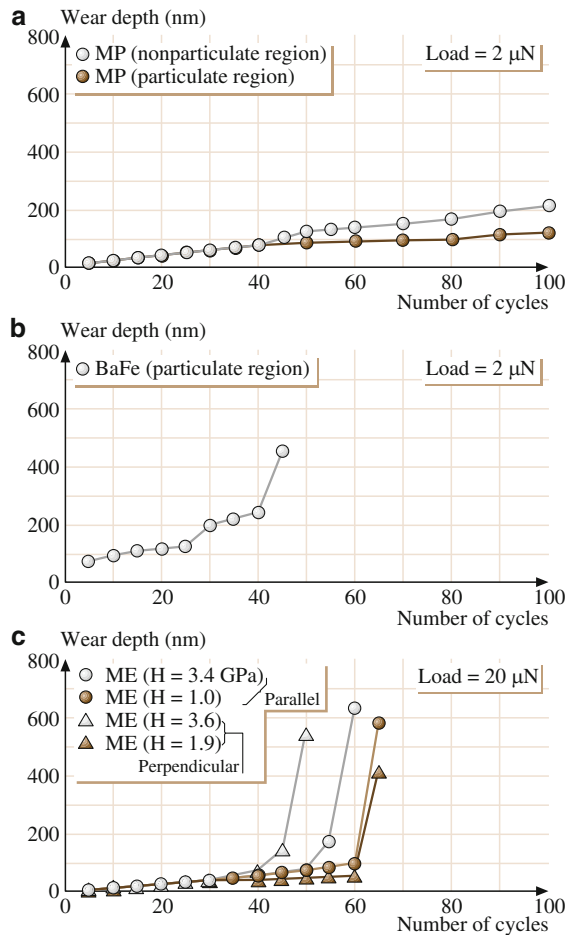 a Wear depth (nm)
800
600
400
200
0
MP (nonparticulate region)
MP (particulate region)
Load = 2 μN
0 20 40 60 80 100
Number of cycles
b Wear depth (nm)
800
600
400
200
0
BaFe (particulate region)
Load = 2 μN
0 20 40 60 80 100
Number of cycles
c Wear depth (nm)
800
600
400
200
0
ME (H = 3.4 GPa)
ME (H = 1.0)
Parallel
ME (H = 3.6)
ME (H = 1.9)
Perpendicular
Load = 20 μN
0 20 40 60 80 100
Number of cycles